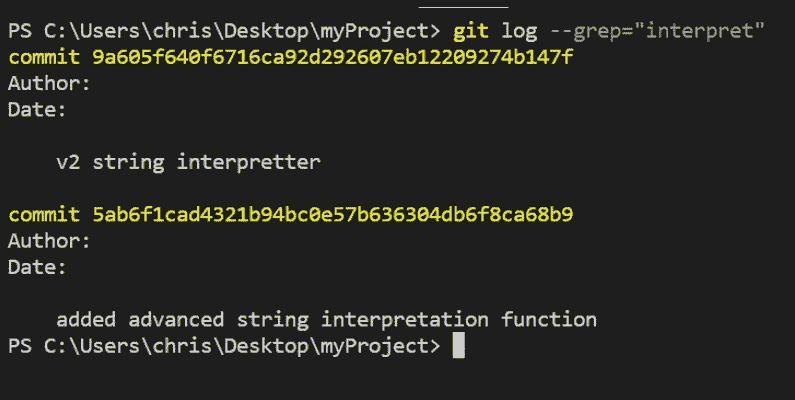 PS C:\Users\chris\Desktop\myProject> git log --grep="interpret"
commit 9a605f640f6716ca92d292607eb12209274b147f
Author:
Date:
v2 string interpretter
commit 5ab6f1cad4321b94bc0e57b636304db6f8ca68b9
Author:
Date:
added advanced string interpretation function
PS C:\Users\chris\Desktop\myProject>